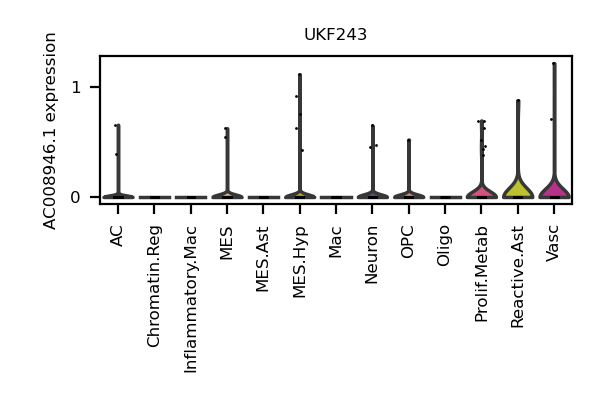 UKF243
AC008946.1 expression
1
0
AC
Chromatin.Reg
Inflammatory.Mac
MES
MES.Ast
MES.Hyp
Mac
Neuron
OPC
Oligo
Prolif.Metab
Reactive.Ast
Vasc